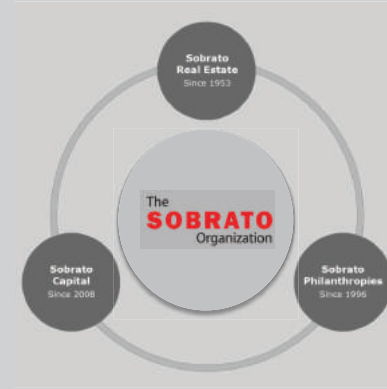 Sobrato
Real Estate
Since 1953
The
SOBRATO
Organization
Sobrato
Capital
Since 2008
Sobrato
Philanthropies
Since 1996